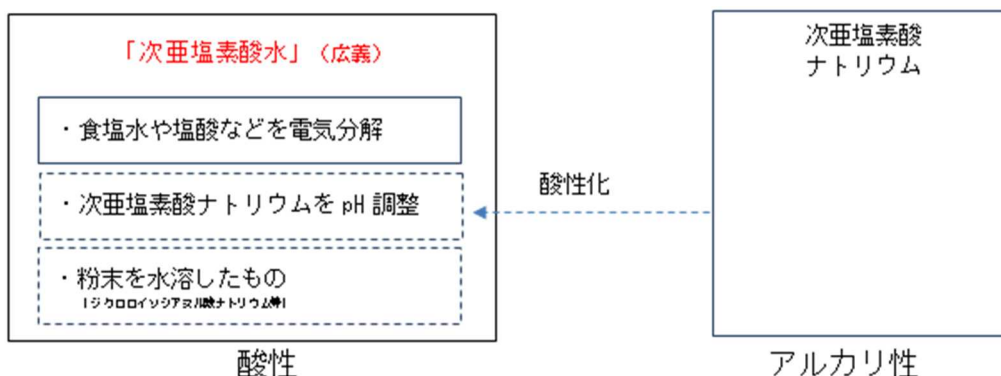 「次亜塩素酸水」（広義）
・食塩水や塩酸などを電気分解
・次亜塩素酸ナトリウムを pH 調整
・粉末を水溶したもの
（ジクロロイソシアヌル酸ナトリウム等）
酸性
酸性化
次亜塩素酸
ナトリウム
アルカリ性